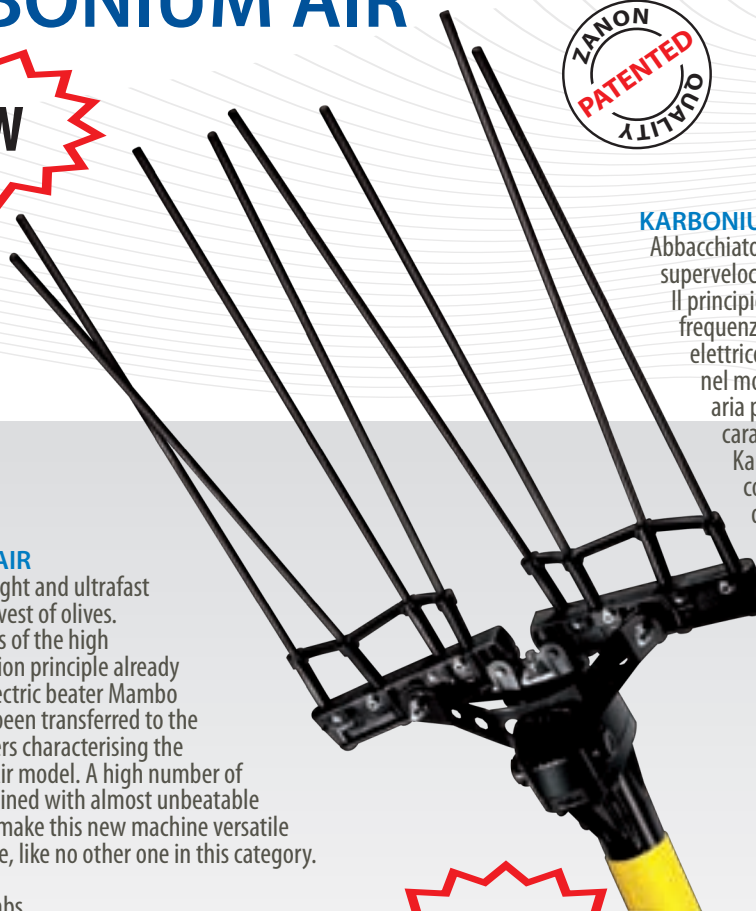 BONIUM AIR
W
ZANON
PATENTED
QUALITY
KARBONIU
Abbacchiato
superveloc
Il principi
frequenz
elettric
nel mo
aria p
cara
Ka
co
AIR
ght and ultrafast
vest of olives.
s of the high
ion principle already
ectric beater Mambo
been transferred to the
ers characterising the
ir model. A high number of
ined with almost unbeatable
make this new machine versatile
e, like no other one in this category.